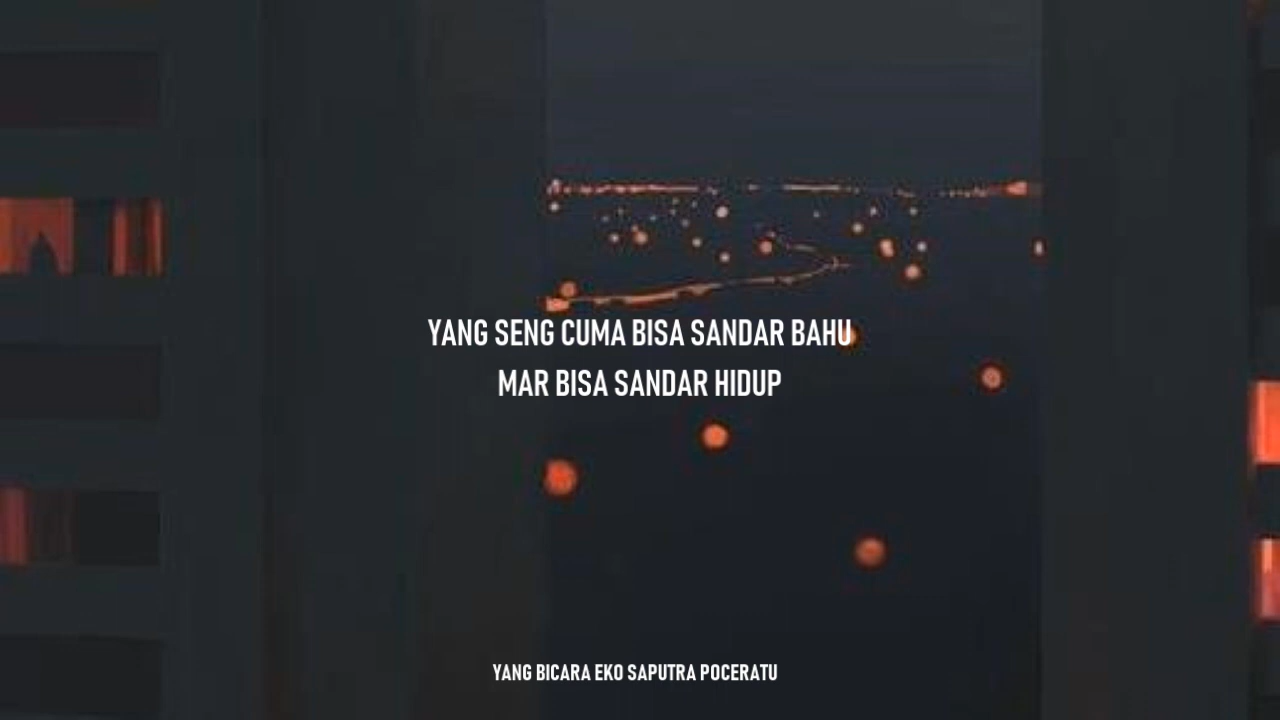 YANG SENG CUMA BISA SANDAR BAHU
MAR BISA SANDAR HIDUP
YANG BICARA EKO SAPUTRA POCERATU